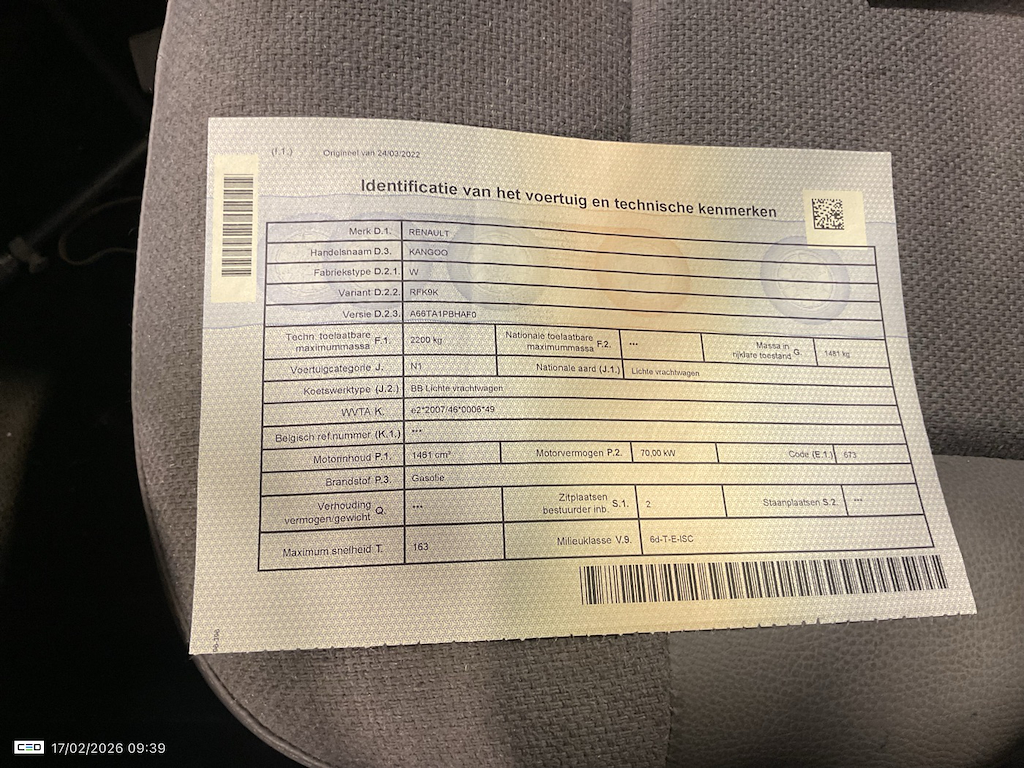 (I.1.) Origineel van 24/03/2022
Identificatie van het voertuig en technische kenmerken
Merk D.1. RENAULT
Handelsnaam D.3. KANGOO
Fabriekstype D.2.1. W
Variant D.2.2. RFK9K
Versie D.2.3. A66TA1PBHAF0
Techn. toelaatbare maximummassa F.1. 2200 kg Nationale toelaatbare maximummassa F.2. *** Massa in rijklare toestand G. 1481 kg
Voertuigcategorie J. N1 Nationale aard (J.1.) Lichte vrachtwagen
Koetswerktype (J.2.) BB Lichte vrachtwagen
WVTA K. e2*2007/46*0006*49
Belgisch ref.nummer (K.1.) ***
Motorinhoud P.1. 1461 cm³ Motorvermogen P.2. 70,00 kW Code (E.1.) 673
Brandstof P.3. Gasolie
Verhouding vermogen/gewicht Q. *** Zitplaatsen bestuurder inb. S.1. 2 Staanplaatsen S.2. ***
Maximum snelheid T. 163 Milieuklasse V.9. 6d-T-E-ISC
CEO 17/02/2026 09:39